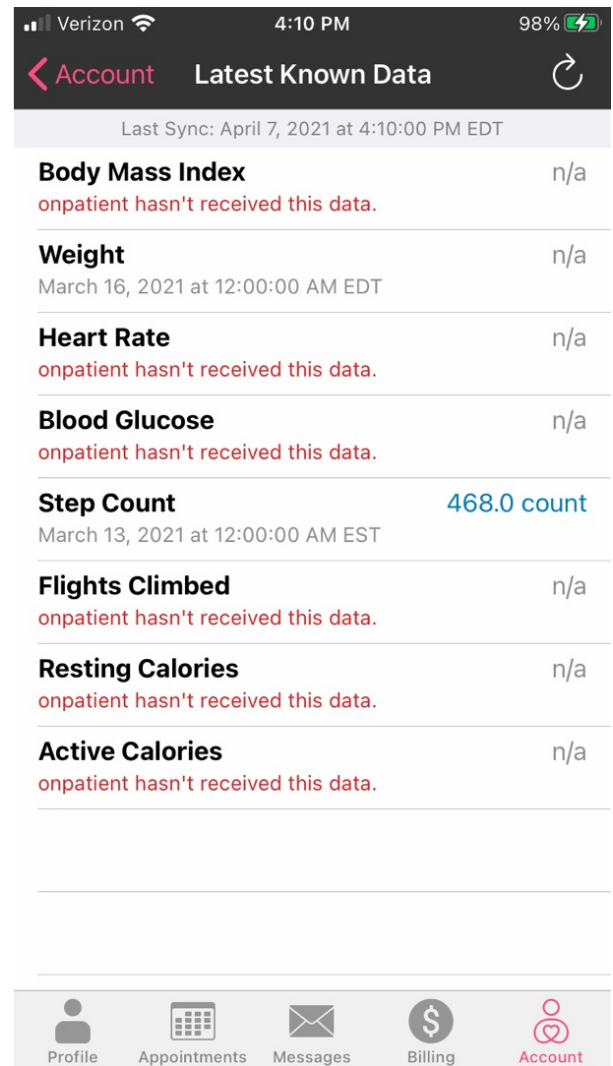 Verizon 4:10 PM 98%
Account Latest Known Data
Last Sync: April 7, 2021 at 4:10:00 PM EDT
Body Mass Index n/a
onpatient hasn't received this data.
Weight n/a
March 16, 2021 at 12:00:00 AM EDT
Heart Rate n/a
onpatient hasn't received this data.
Blood Glucose n/a
onpatient hasn't received this data.
Step Count 468.0 count
March 13, 2021 at 12:00:00 AM EST
Flights Climbed n/a
onpatient hasn't received this data.
Resting Calories n/a
onpatient hasn't received this data.
Active Calories n/a
onpatient hasn't received this data.
$
Profile Appointments Messages Billing Account